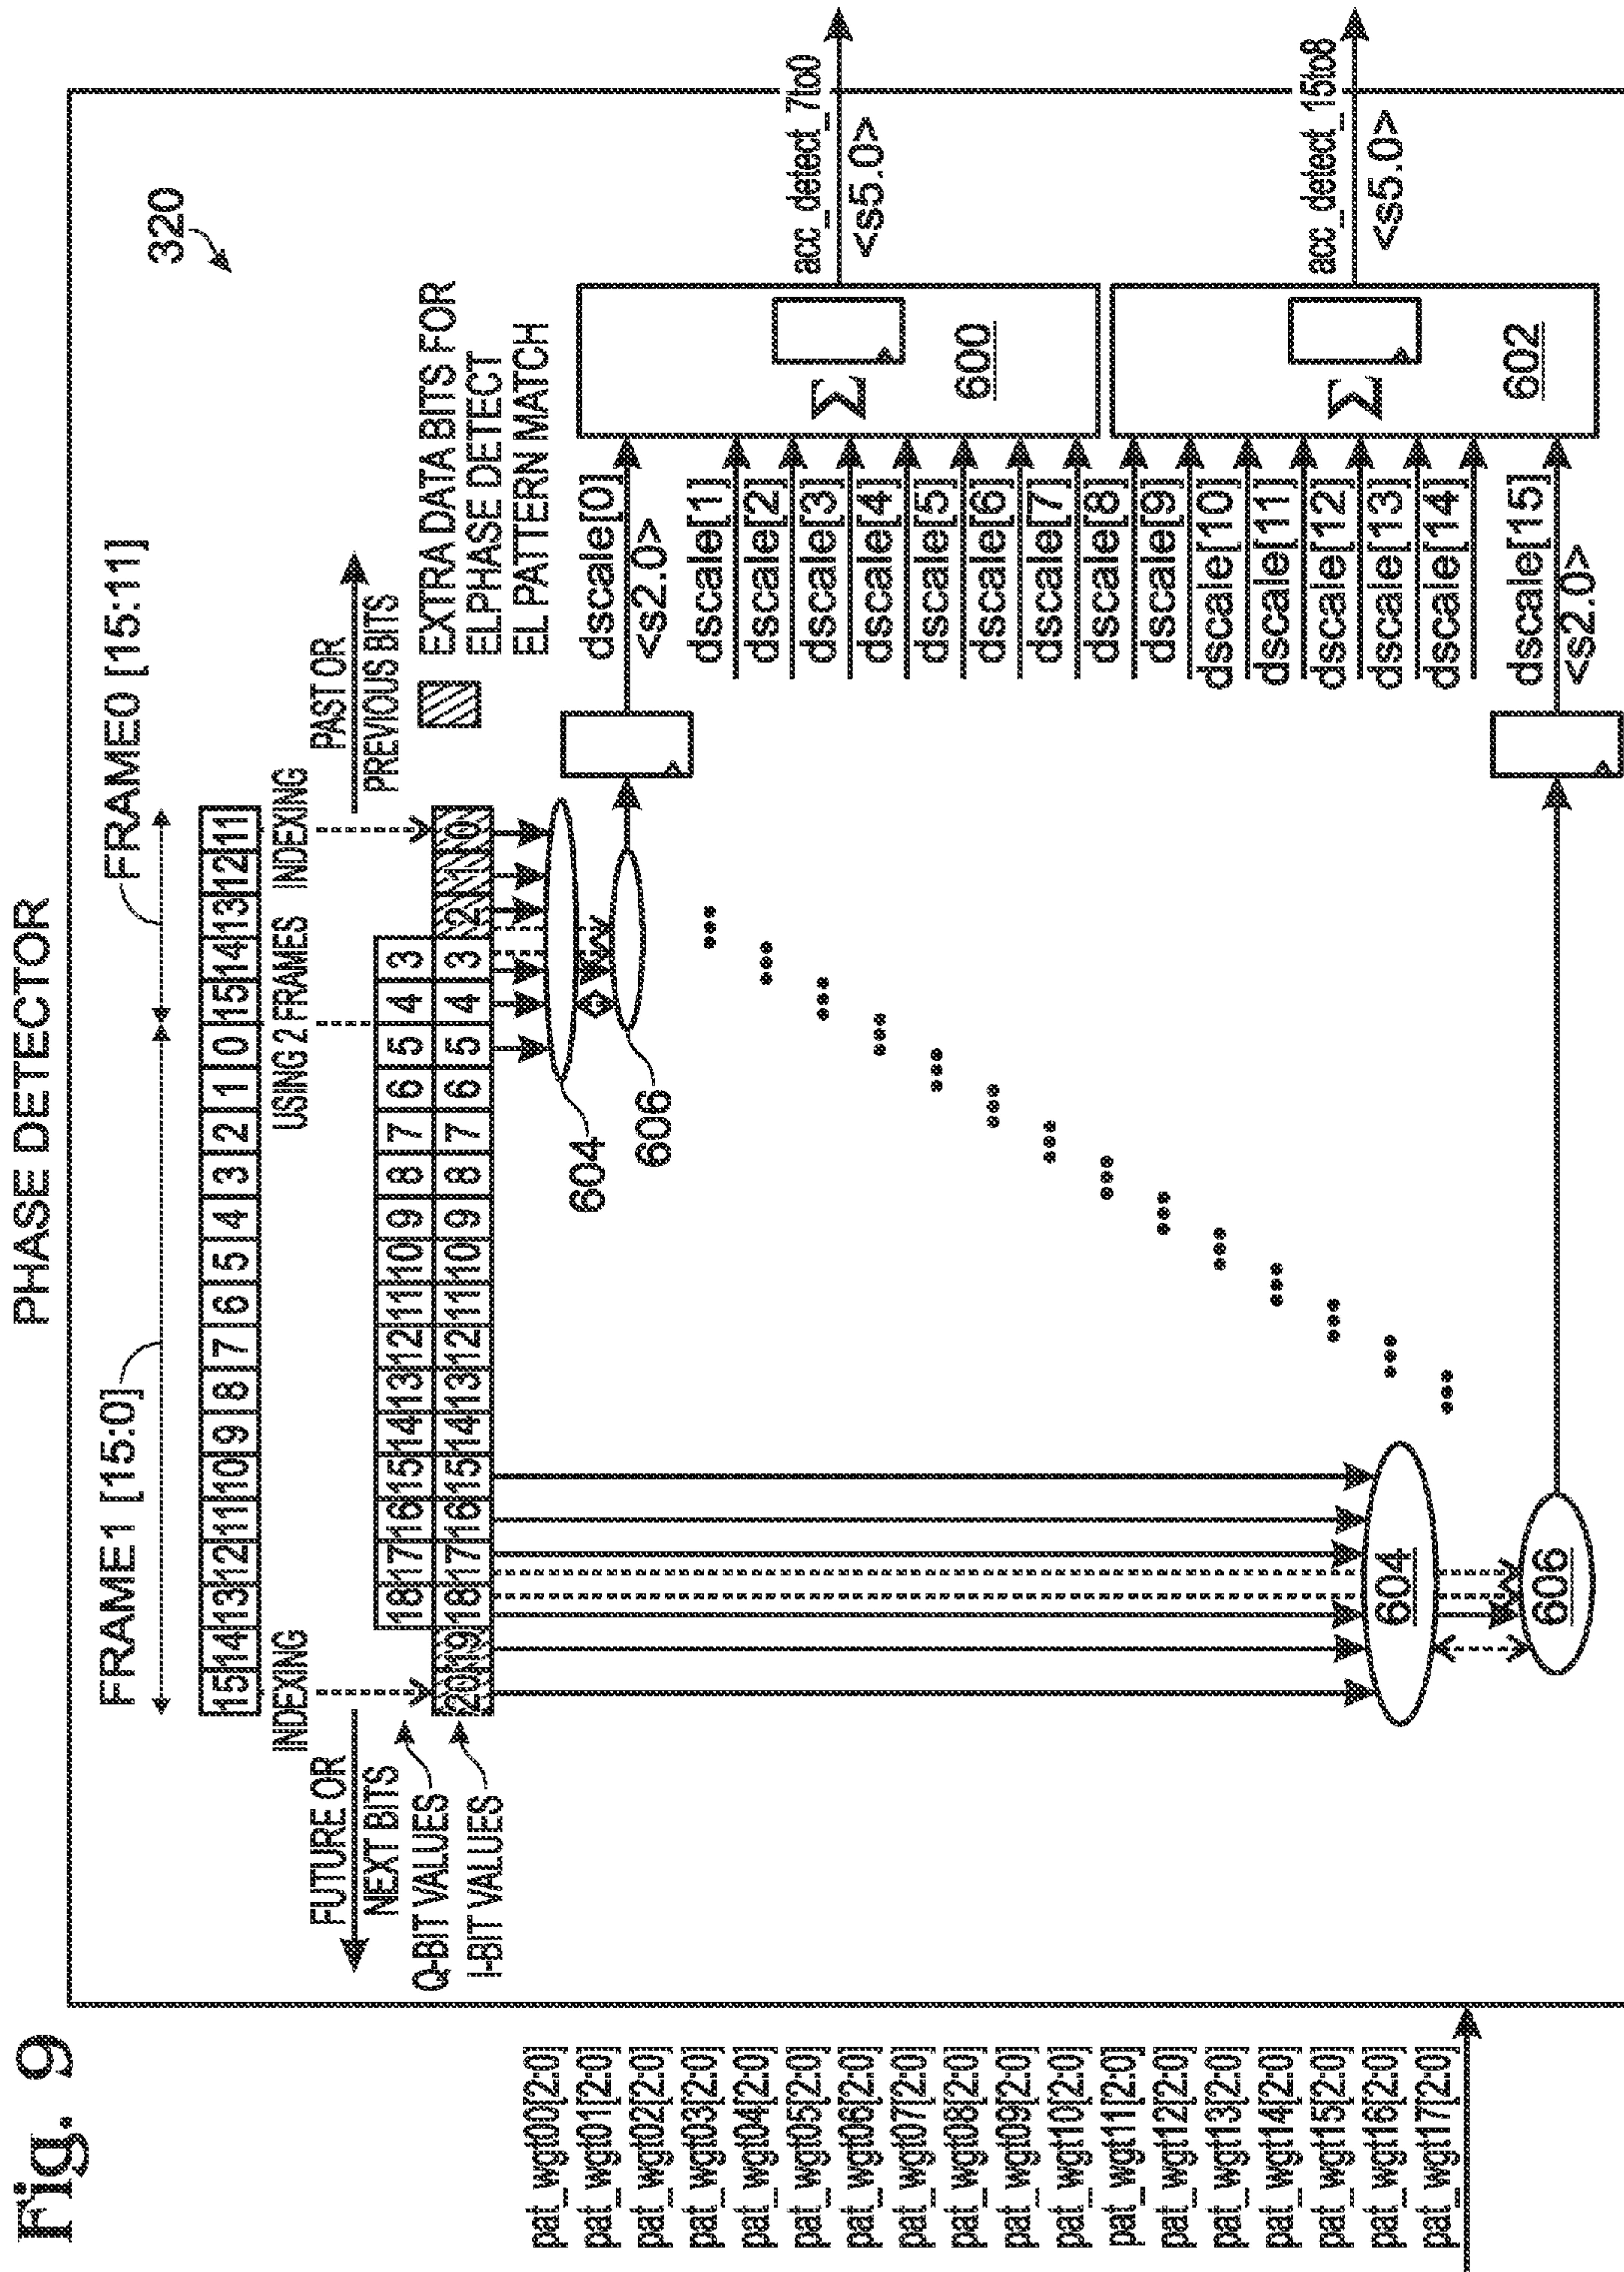 Fig. 9
PHASE DETECTOR
320
FRAME1 [15:0]
FRAME0 [15:11]
15 14 13 12 11 10 9 8 7 6 5 4 3 2 1 0 15 14 13 12 11
INDEXING
USING 2 FRAMES
INDEXING
FUTURE OR
NEXT BITS
PAST OR
PREVIOUS BITS
Q-BIT VALUES
18 17 16 15 14 13 12 11 10 9 8 7 6 5 4 3
I-BIT VALUES
20 19 18 17 16 15 14 13 12 11 10 9 8 7 6 5 4 3 2 1 0
EXTRA DATA BITS FOR
ELPHASE DETECT
EL PATTERN MATCH
604
606
604
606
pat_wgt00[2:0]
pat_wgt01[2:0]
pat_wgt02[2:0]
pat_wgt03[2:0]
pat_wgt04[2:0]
pat_wgt05[2:0]
pat_wgt06[2:0]
pat_wgt07[2:0]
pat_wgt08[2:0]
pat_wgt09[2:0]
pat_wgt10[2:0]
pat_wgt11[2:0]
pat_wgt12[2:0]
pat_wgt13[2:0]
pat_wgt14[2:0]
pat_wgt15[2:0]
pat_wgt16[2:0]
pat_wgt17[2:0]
dscale[0]
<s2.0>
dscale[1]
dscale[2]
dscale[3]
dscale[4]
dscale[5]
dscale[6]
dscale[7]
dscale[8]
dscale[9]
dscale[10]
dscale[11]
dscale[12]
dscale[13]
dscale[14]
dscale[15]
<s2.0>
Σ
600
Σ
602
acc_detect_7to0
<s5.0>
acc_detect_15to8
<s5.0>